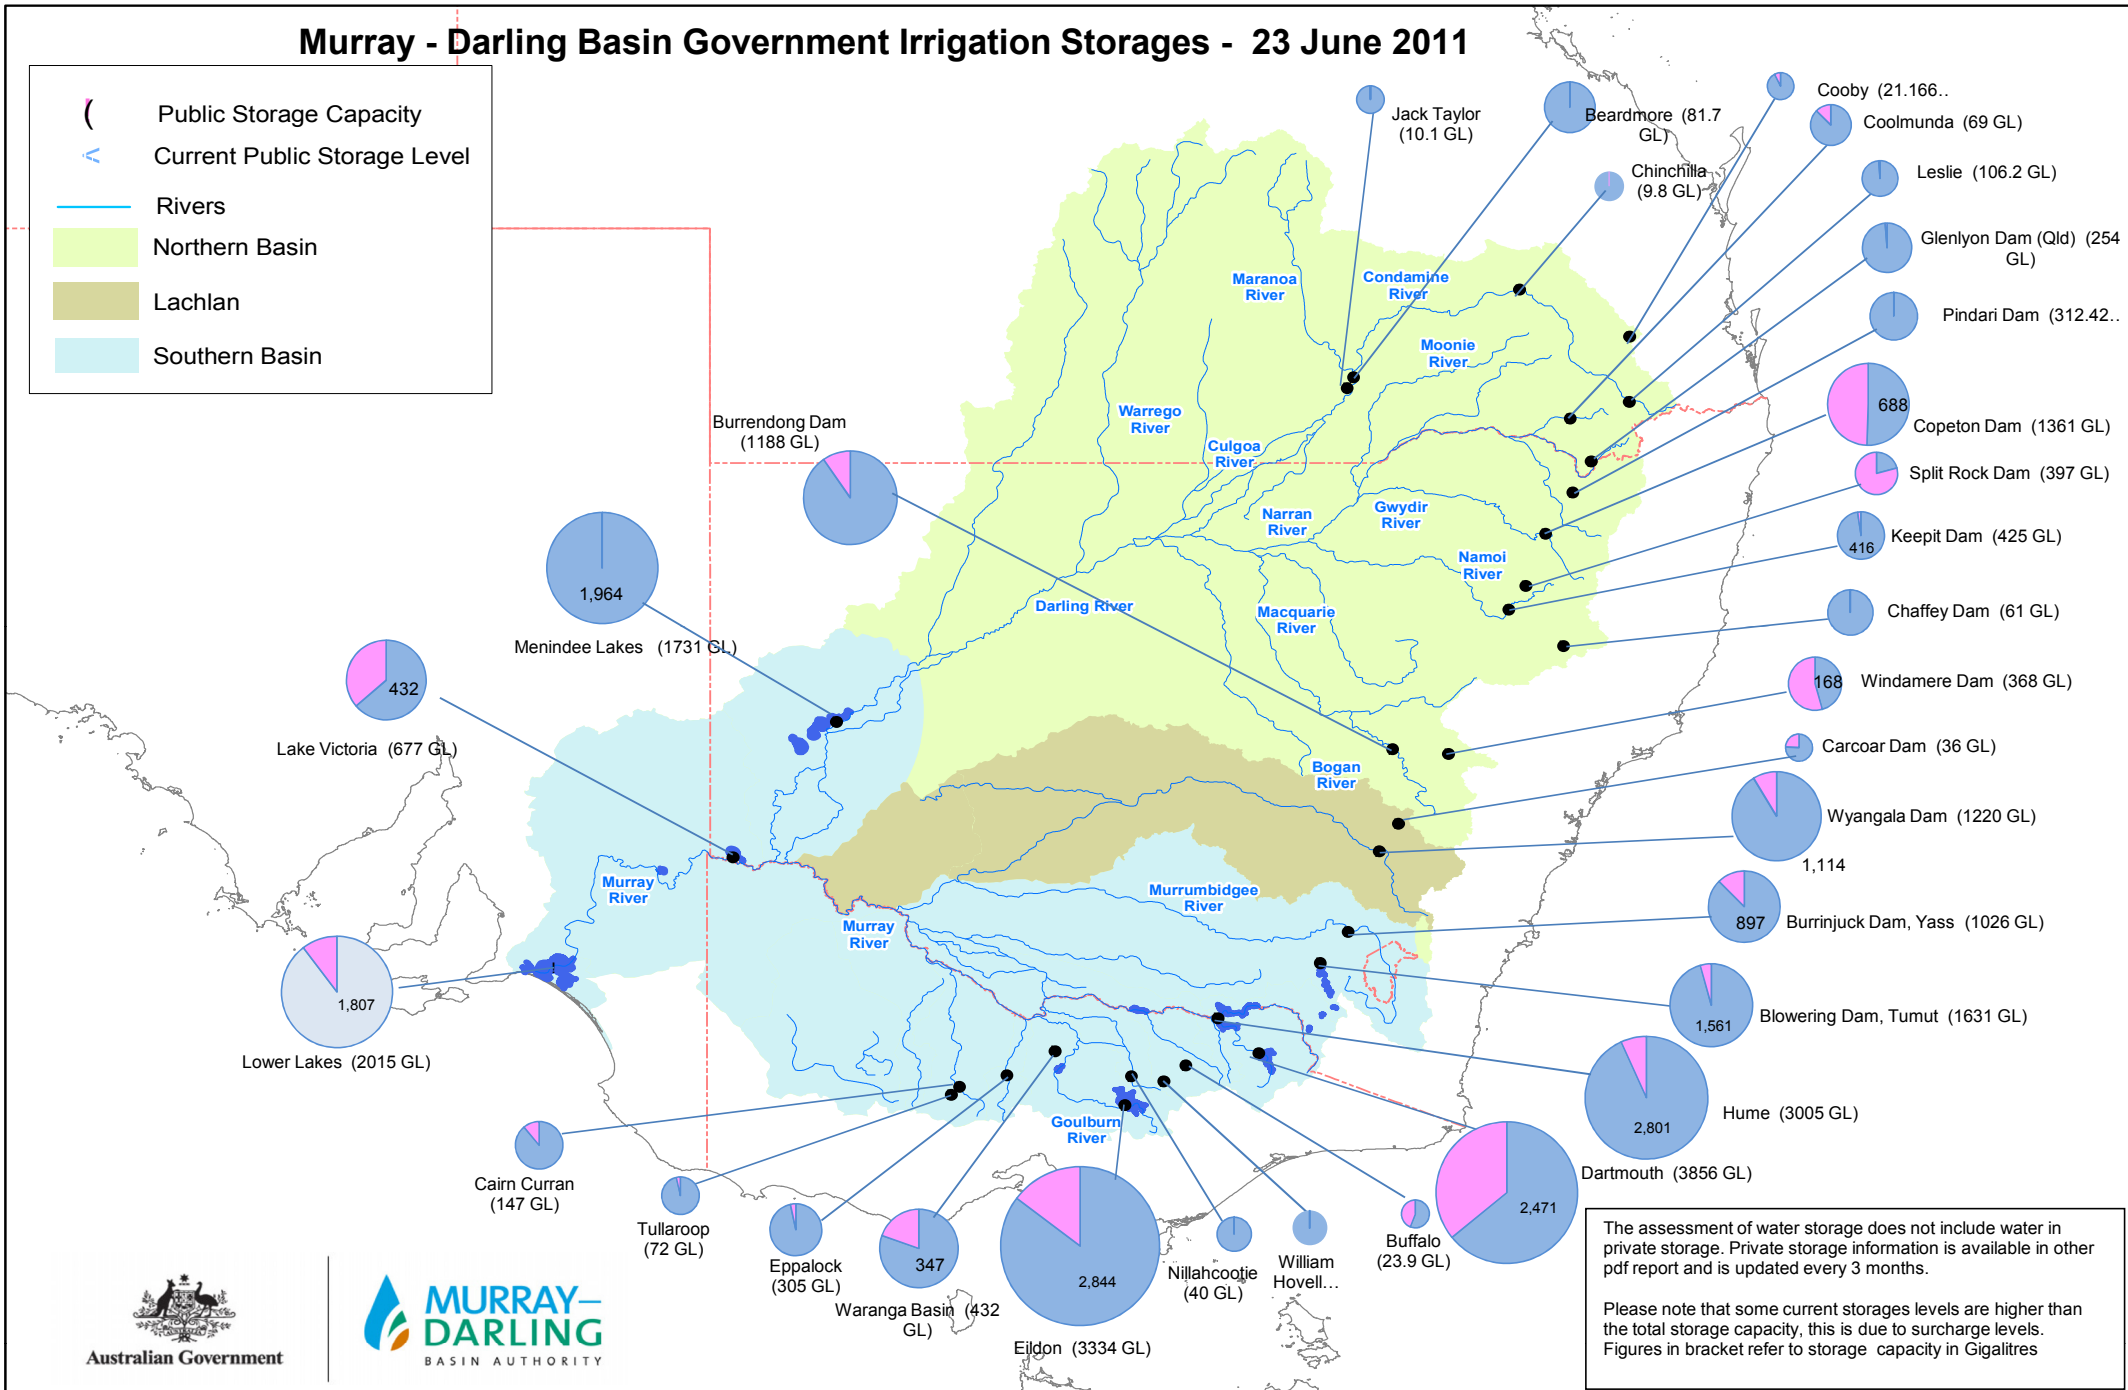 Murray - Darling Basin Government Irrigation Storages - 23 June 2011
Public Storage Capacity
Current Public Storage Level
Rivers
Northern Basin
Lachlan
Southern Basin
Jack Taylor
(10.1 GL)
Beardmore (81.7
GL)
Chinchilla
(9.8 GL)
Cooby (21.166..
Coolmunda (69 GL)
Leslie (106.2 GL)
Glenlyon Dam (Qld) (254
GL)
Pindari Dam (312.42..
688
Copeton Dam (1361 GL)
Split Rock Dam (397 GL)
416
Keepit Dam (425 GL)
Chaffey Dam (61 GL)
168
Windamere Dam (368 GL)
Carcoar Dam (36 GL)
Wyangala Dam (1220 GL)
1,114
897
Burrinjuck Dam, Yass (1026 GL)
1,561
Blowering Dam, Tumut (1631 GL)
2,801
Hume (3005 GL)
Dartmouth (3856 GL)
2,471
Burrendong Dam
(1188 GL)
1,964
Menindee Lakes (1731 GL)
432
Lake Victoria (677 GL)
1,807
Lower Lakes (2015 GL)
Maranoa
River
Condamine
River
Moonie
River
Warrego
River
Culgoa
River
Narran
River
Gwydir
River
Namoi
River
Darling River
Macquarie
River
Bogan
River
Murray
River
Murrumbidgee
River
Murray
River
Goulburn
River
Cairn Curran
(147 GL)
Tullaroop
(72 GL)
Eppalock
(305 GL)
347
Waranga Basin (432
GL)
2,844
Eildon (3334 GL)
Nillahcootie
(40 GL)
William
Hovell...
Buffalo
(23.9 GL)
The assessment of water storage does not include water in
private storage. Private storage information is available in other
pdf report and is updated every 3 months.
Please note that some current storages levels are higher than
the total storage capacity, this is due to surcharge levels.
Figures in bracket refer to storage capacity in Gigalitres
Australian Government
MURRAY–
DARLING
BASIN AUTHORITY